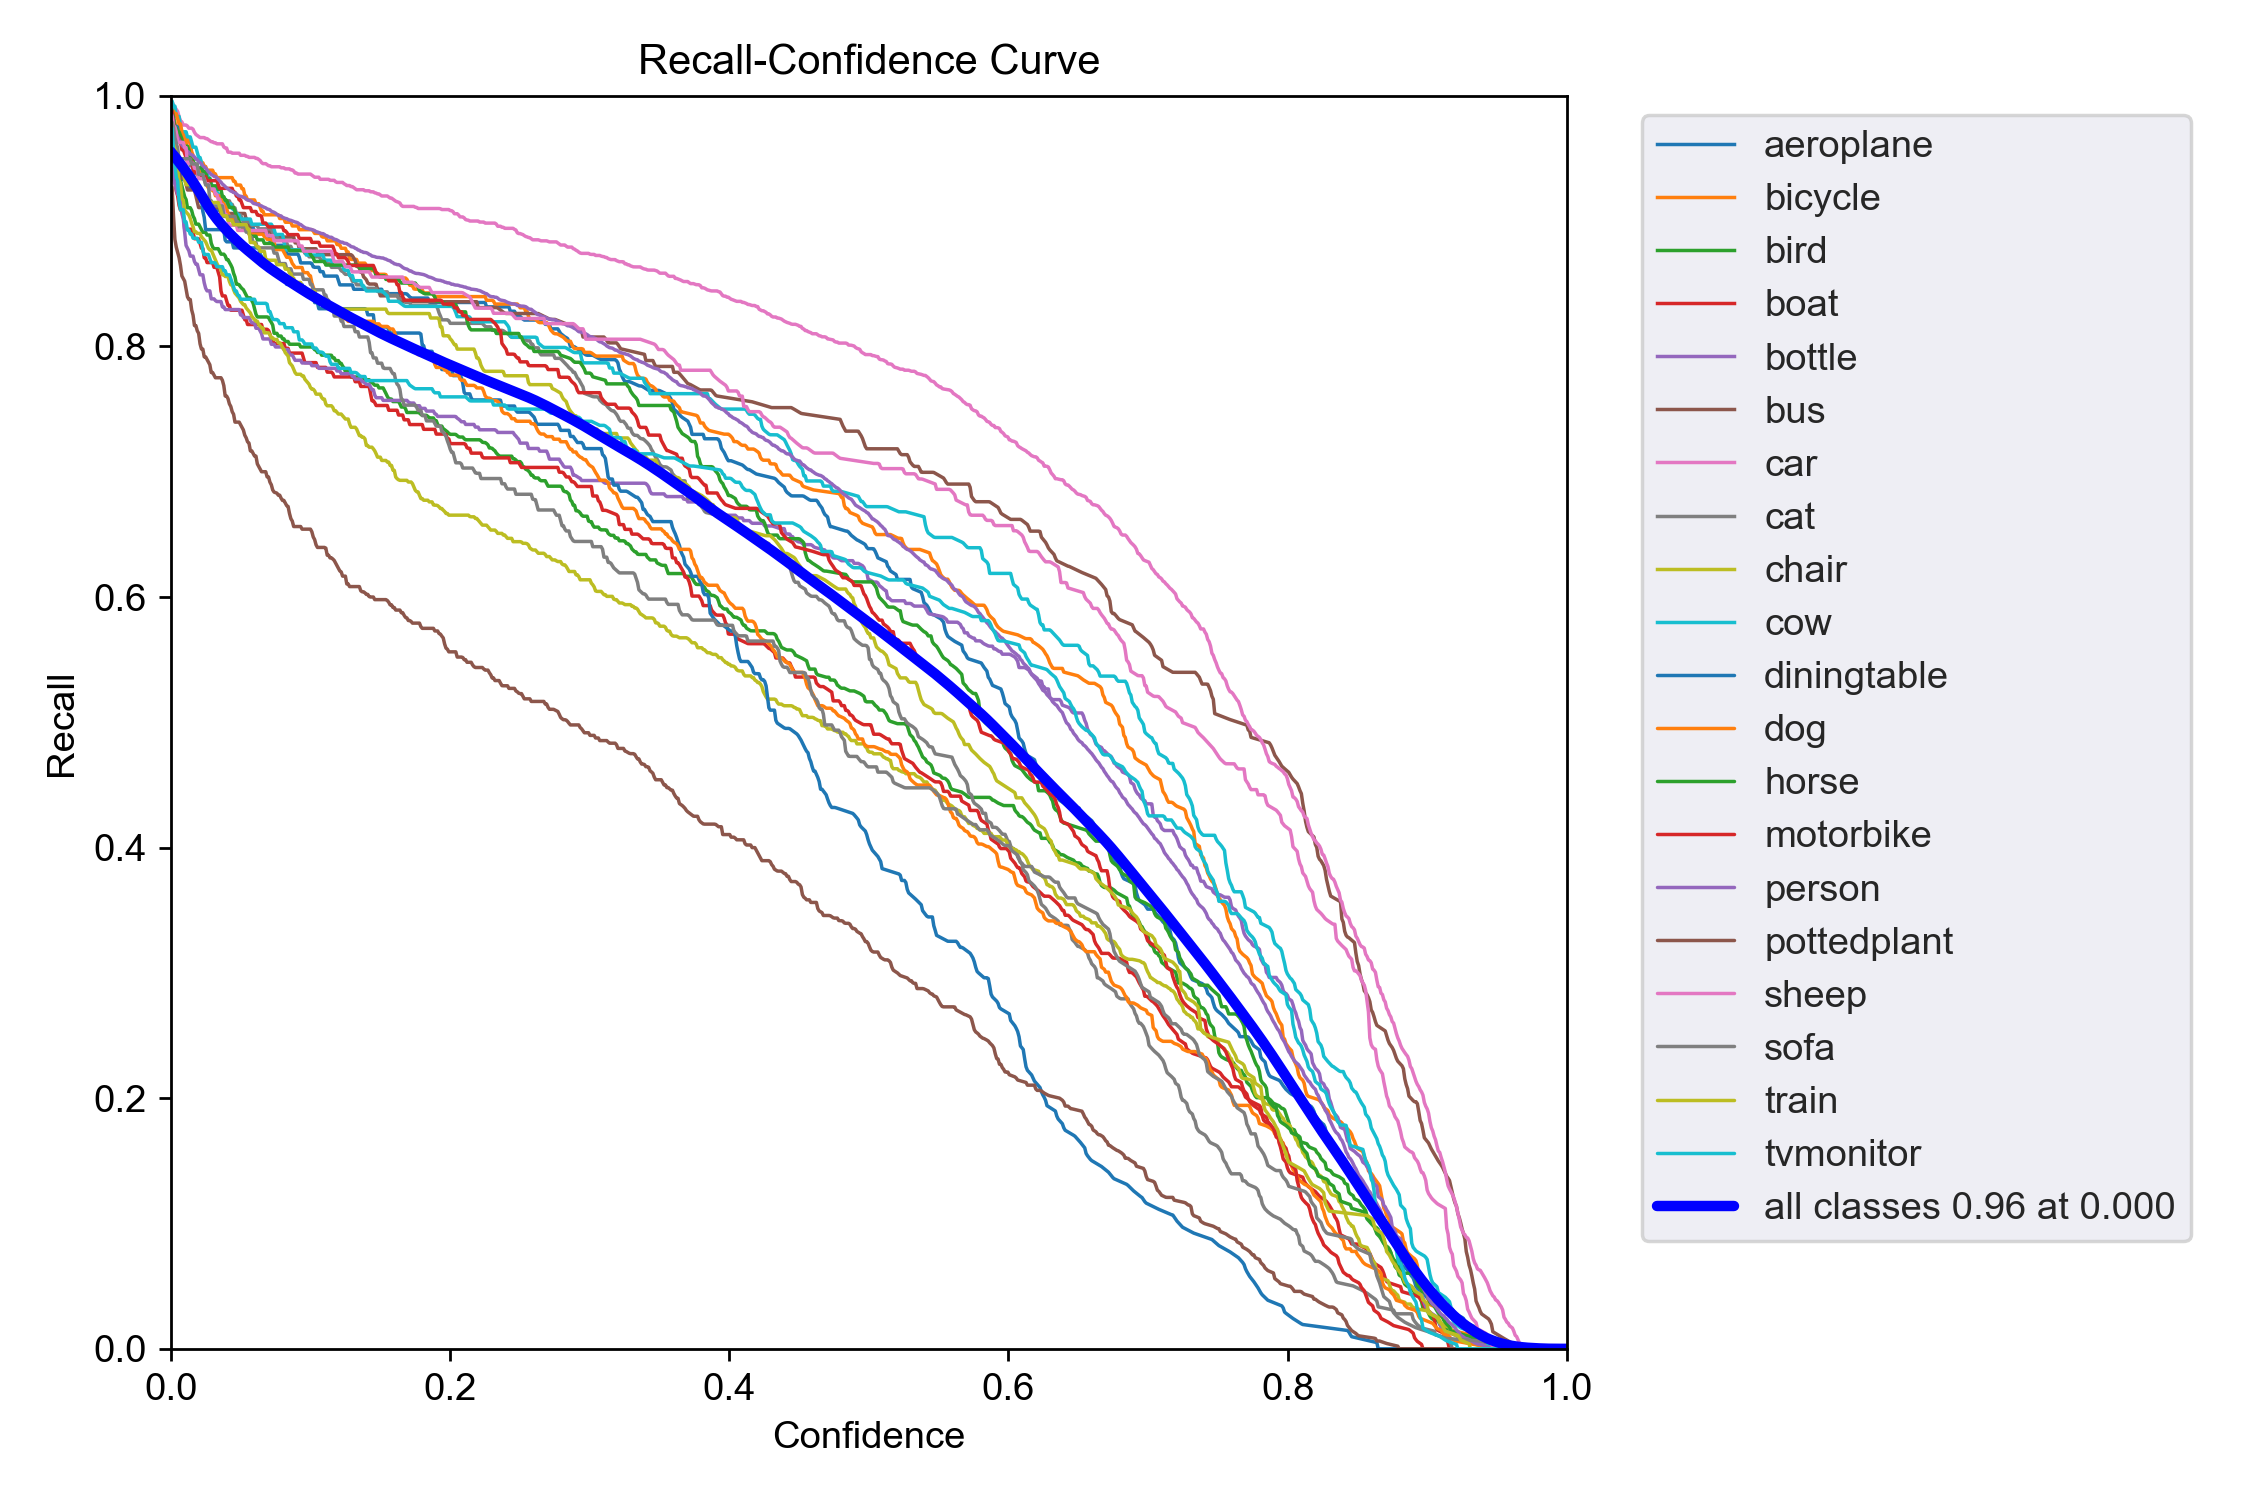 Recall-Confidence Curve
1.0
0.8
0.6
0.4
0.2
0.0
Recall
0.0 0.2 0.4 0.6 0.8 1.0
Confidence
aeroplane
bicycle
bird
boat
bottle
bus
car
cat
chair
cow
diningtable
dog
horse
motorbike
person
pottedplant
sheep
sofa
train
tvmonitor
all classes 0.96 at 0.000